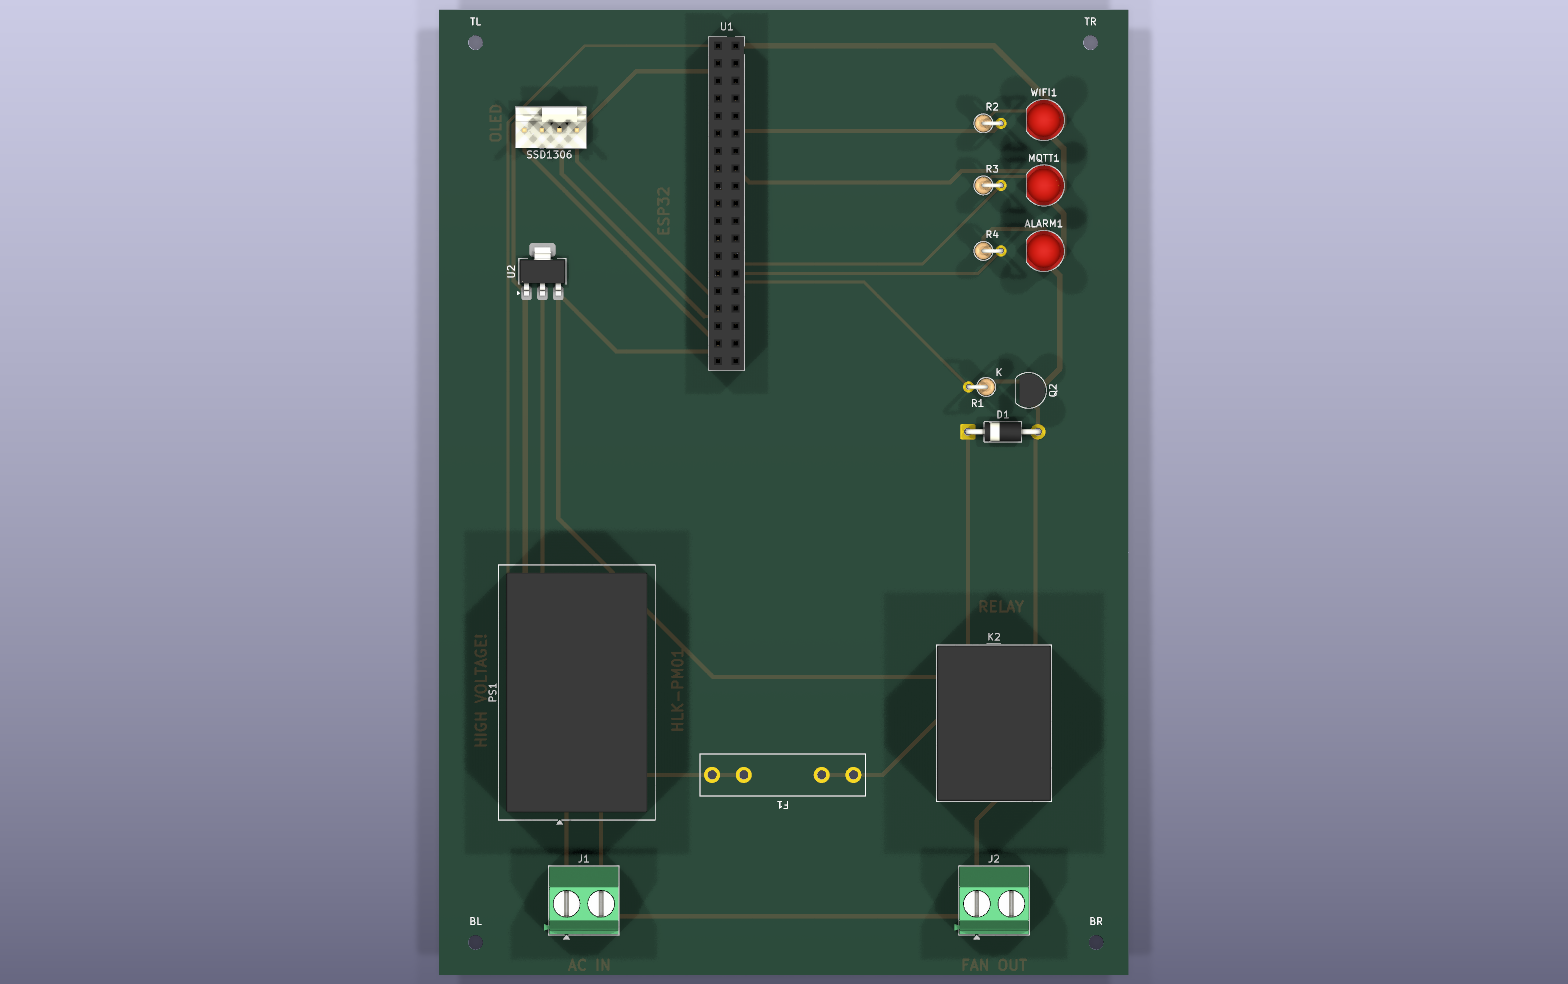 TL
TR
U1
WIFI1
R2
OLED
SSD1306
MQTT1
R3
ESP32
ALARM1
R4
U2
K
R1
Q2
D1
RELAY
K2
HIGH VOLTAGE!
PS1
HLK-PM01
F1
J1
J2
BL
BR
AC IN
FAN OUT